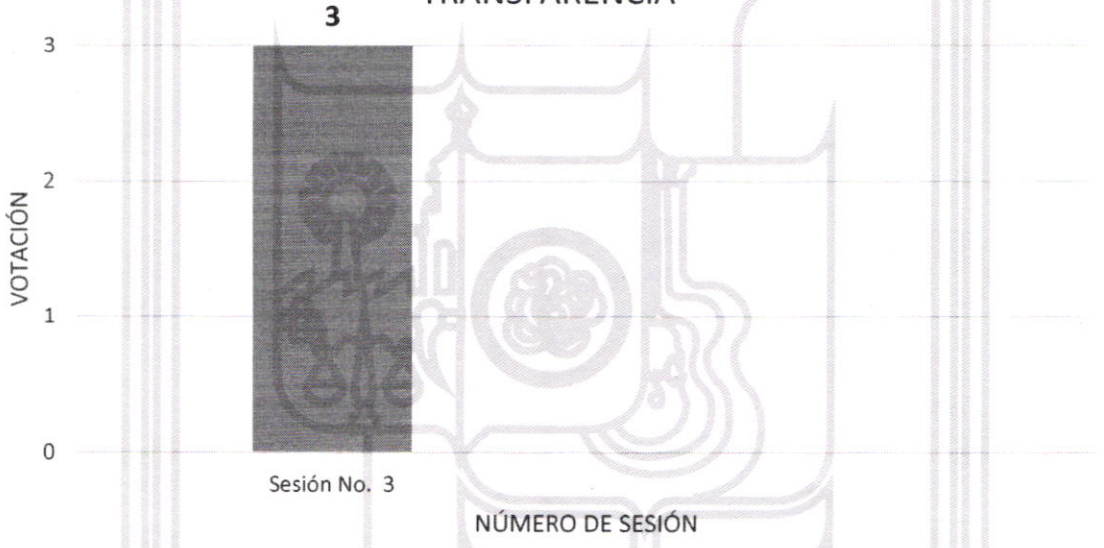 TRANSPARENCIA
3
3
2
1
0
VOTACIÓN
Sesión No. 3
NÚMERO DE SESIÓN